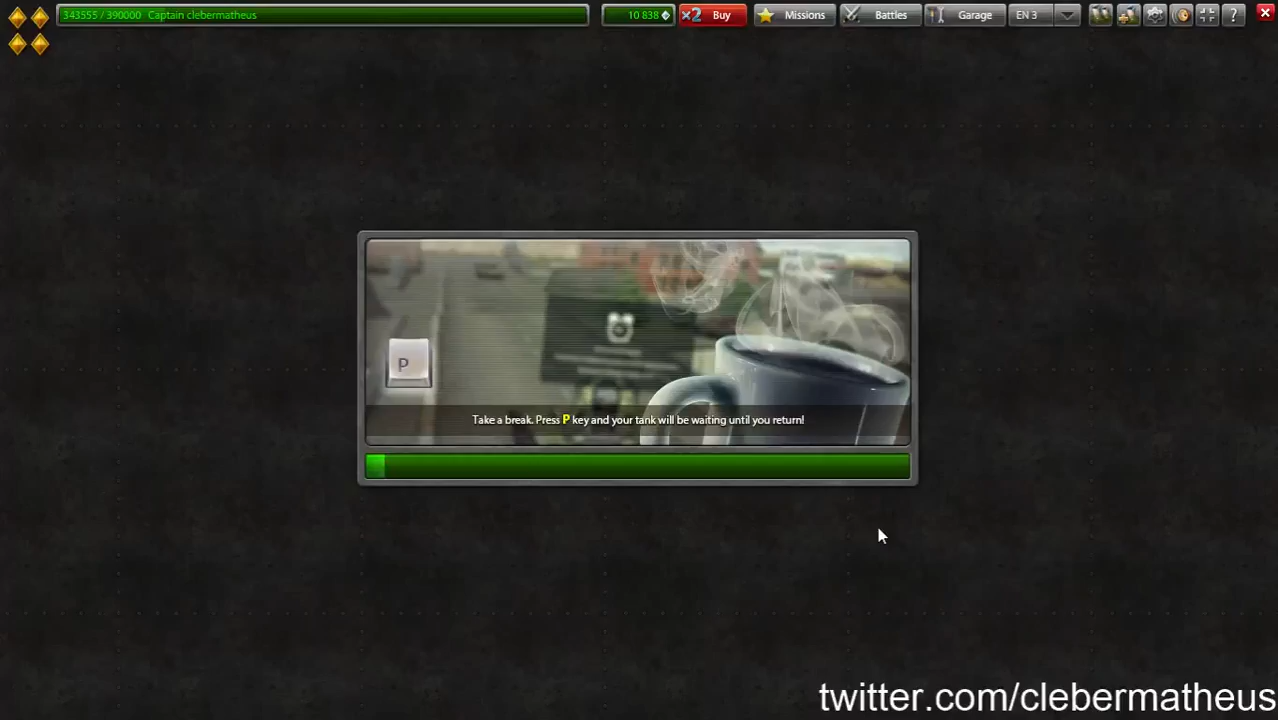 343555 / 390000 Captain clebermatheus
10 838
×2 Buy
Missions
Battles
Garage
EN 3
?
P
Take a break. Press P key and your tank will be waiting until you return!
twitter.com/clebermatheus